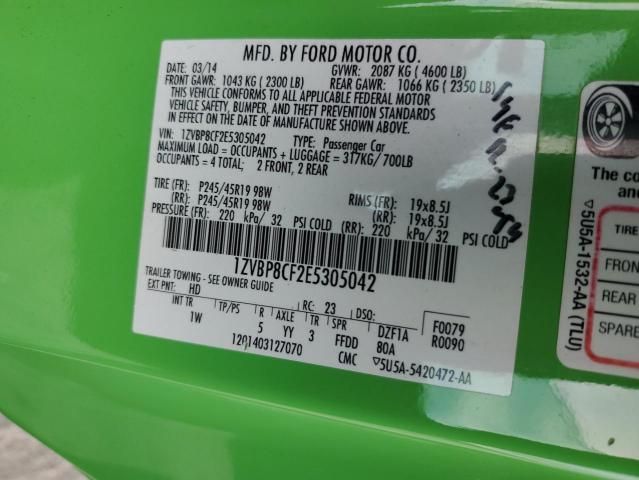 MFD. BY FORD MOTOR CO.
DATE: 03/14 GVWR: 2087 KG (4600 LB)
FRONT GAWR: 1043 KG (2300 LB) REAR GAWR: 1066 KG (2350 LB)
THIS VEHICLE CONFORMS TO ALL APPLICABLE FEDERAL MOTOR
VEHICLE SAFETY, BUMPER, AND THEFT PREVENTION STANDARDS
IN EFFECT ON THE DATE OF MANUFACTURE SHOWN ABOVE.
VIN: 1ZVBP8CF2E5305042 TYPE: Passenger Car
MAXIMUM LOAD = OCCUPANTS + LUGGAGE = 317KG/700LB
OCCUPANTS = 4 TOTAL; 2 FRONT, 2 REAR
TIRE (FR): P245/45R19 98W RIMS (FR): 19x8.5J
(RR): P245/45R19 98W (RR): 19x8.5J
PRESSURE (FR): 220 kPa/ 32 PSI COLD (RR): 220 kPa/ 32 PSI COLD
1ZVBP8CF2E5305042
TRAILER TOWING - SEE OWNER GUIDE
EXT PNT: HD RC: 23 DSO:
INT TR TP/PS R AXLE TR SPR F0079
1W 5 YY 3 FFDD DZF1A 80A R0090
CMC ▽5U5A-5420472-AA
The co
an
▽5U5A-1532-AA (TLU)
TIRE
FRON
REAR
SPARE